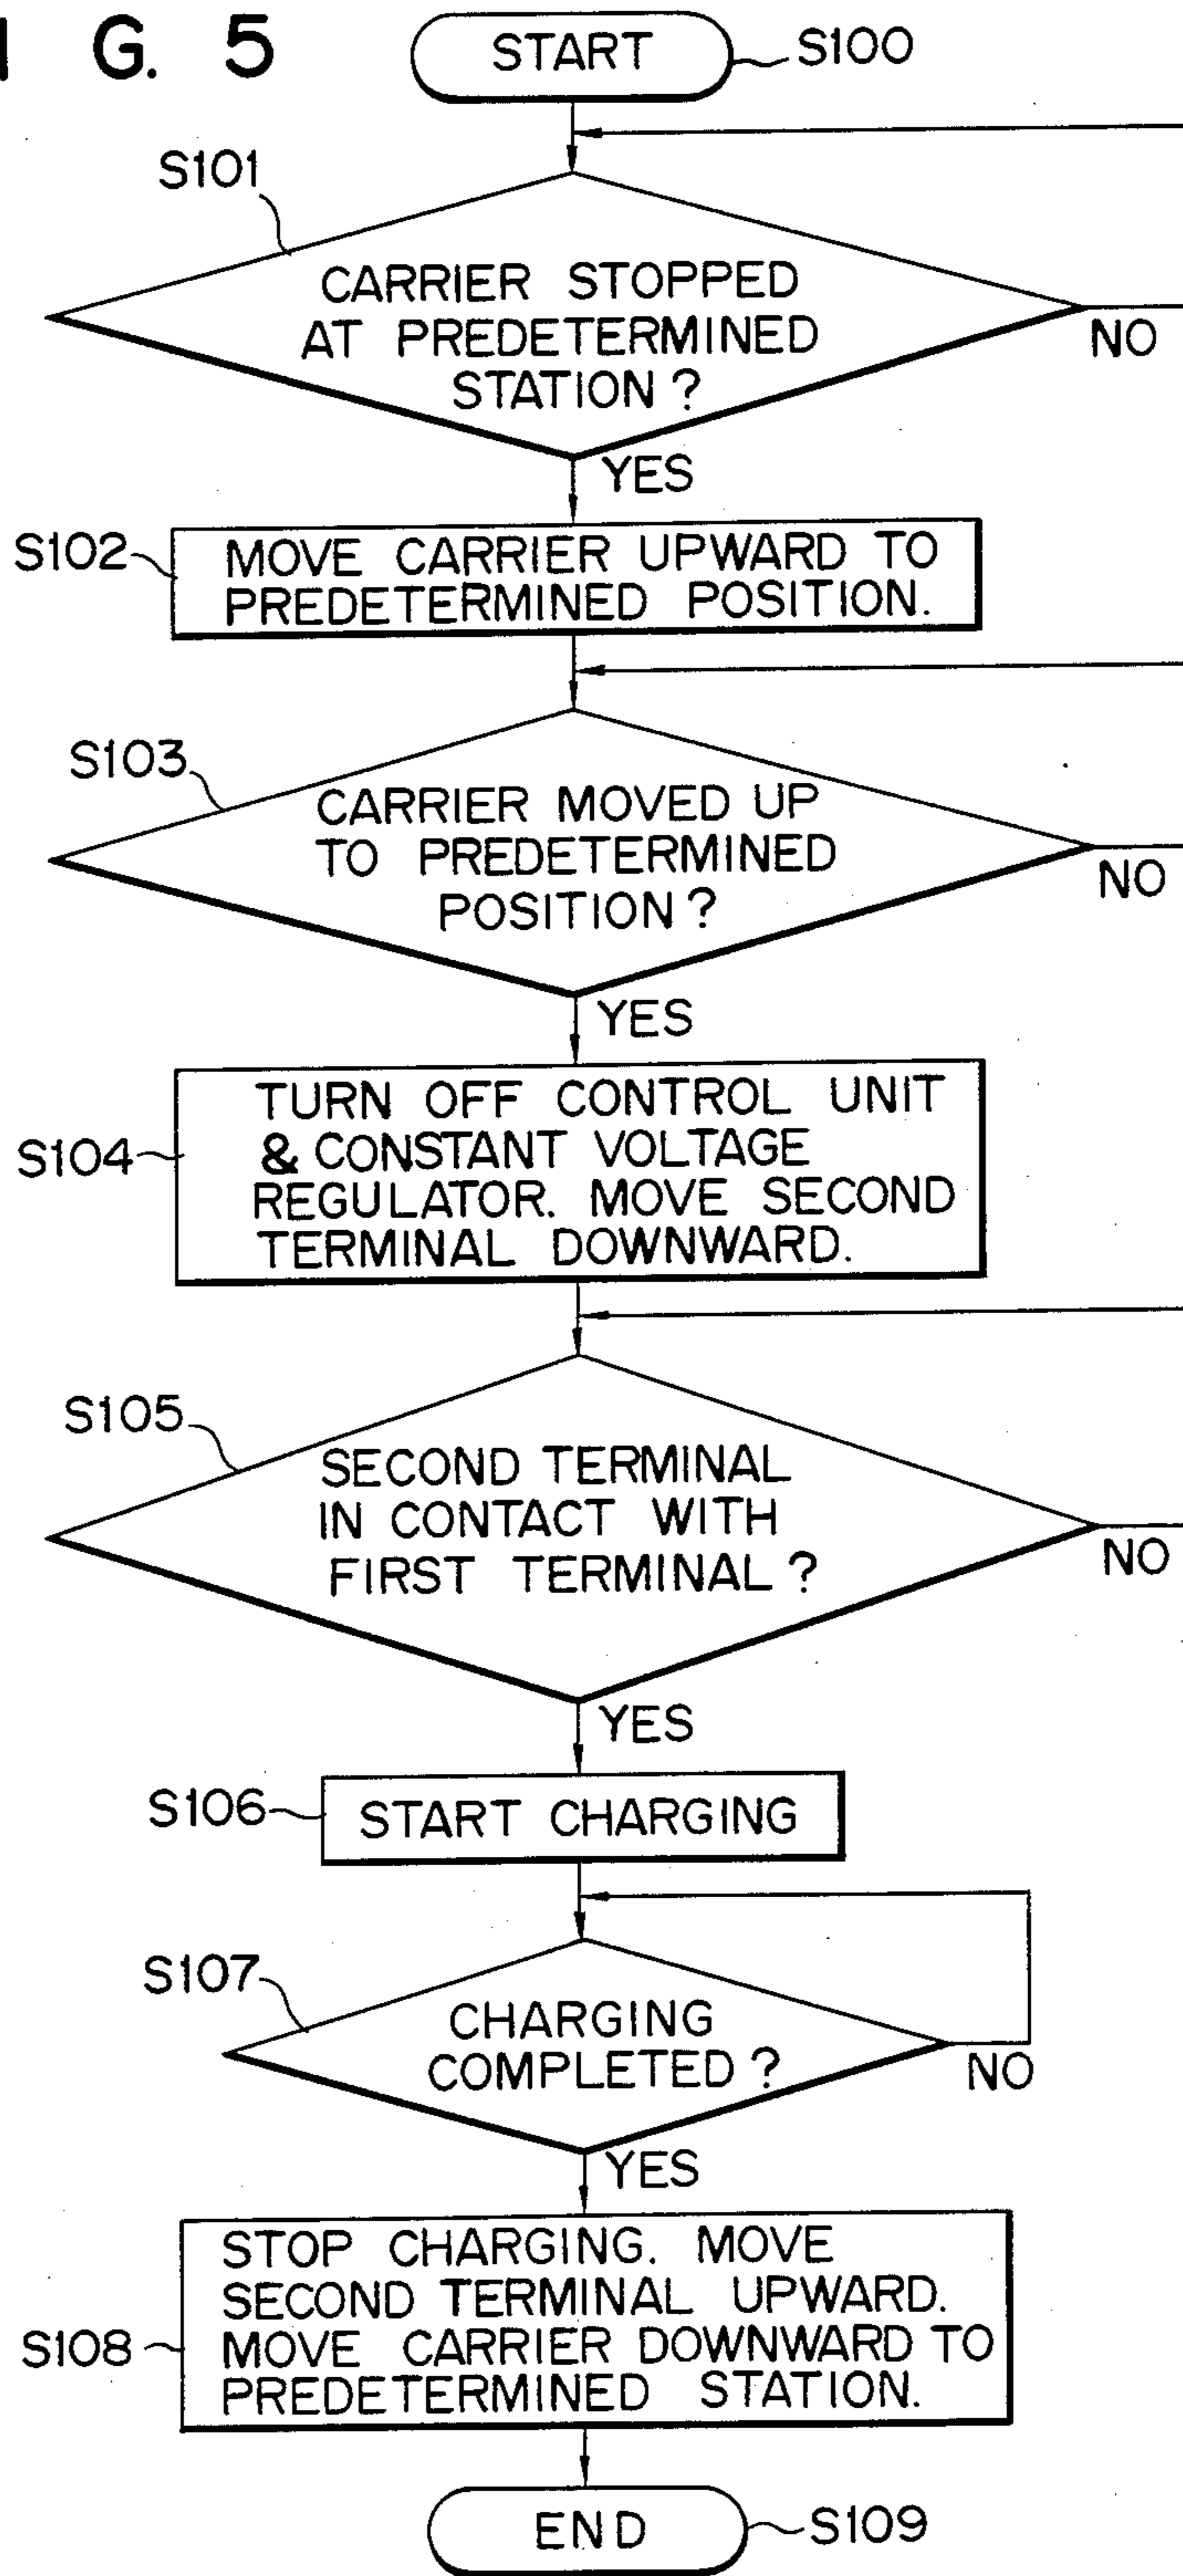 I G. 5
START
S100
S101
CARRIER STOPPED
AT PREDETERMINED
STATION?
NO
YES
S102
MOVE CARRIER UPWARD TO
PREDETERMINED POSITION.
S103
CARRIER MOVED UP
TO PREDETERMINED
POSITION?
NO
YES
S104
TURN OFF CONTROL UNIT
& CONSTANT VOLTAGE
REGULATOR. MOVE SECOND
TERMINAL DOWNWARD.
S105
SECOND TERMINAL
IN CONTACT WITH
FIRST TERMINAL?
NO
YES
S106
START CHARGING
S107
CHARGING
COMPLETED?
NO
YES
S108
STOP CHARGING. MOVE
SECOND TERMINAL UPWARD.
MOVE CARRIER DOWNWARD TO
PREDETERMINED STATION.
END
S109